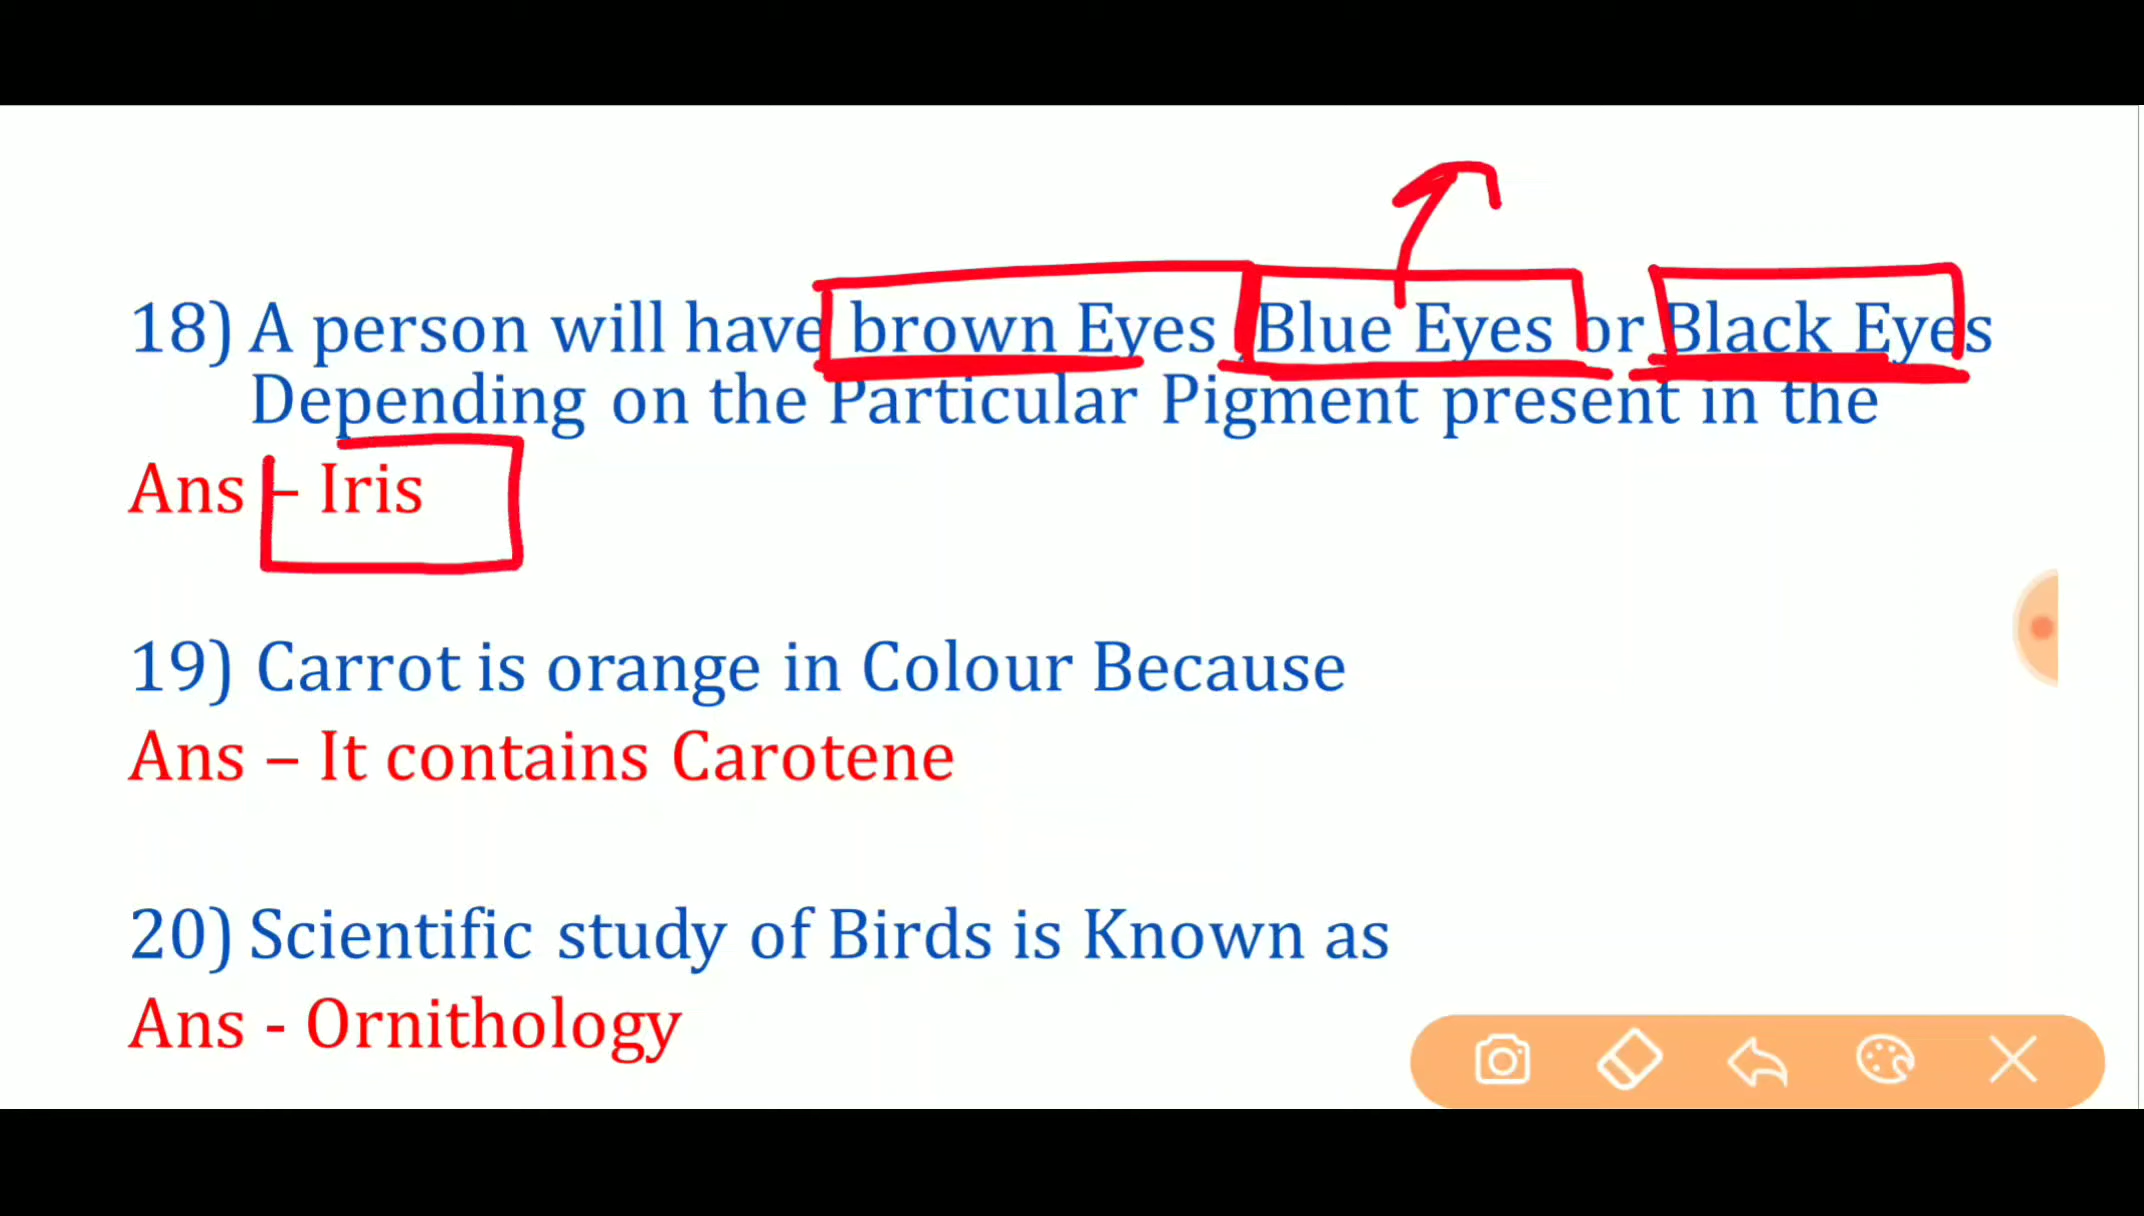 18) A person will have brown Eyes, Blue Eyes or Black Eyes
Depending on the Particular Pigment present in the
Ans – Iris
19) Carrot is orange in Colour Because
Ans – It contains Carotene
20) Scientific study of Birds is Known as
Ans - Ornithology